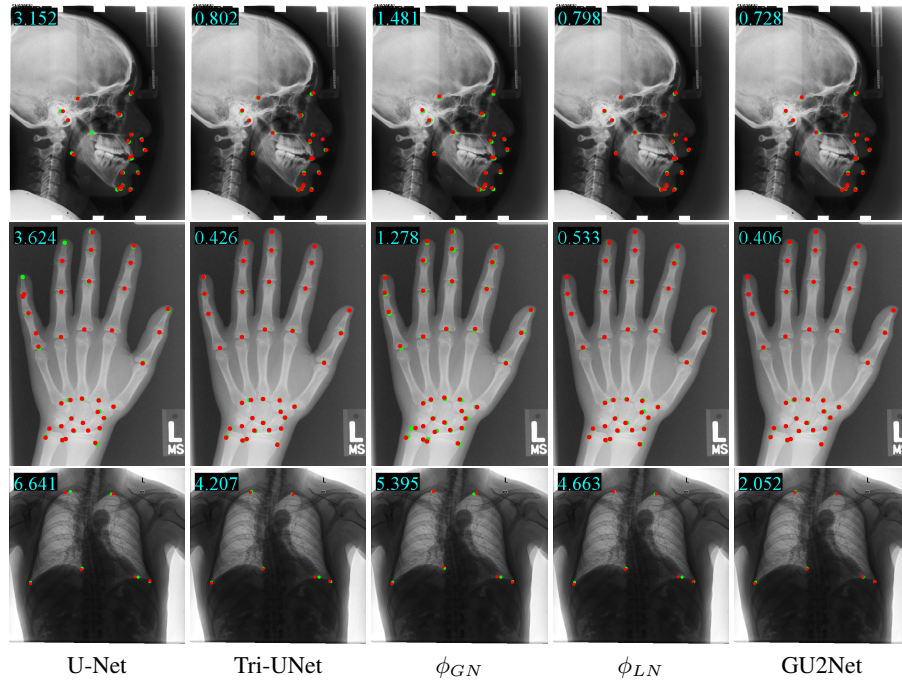 3.152 0.802 1.481 0.798 0.728
3.624 0.426 1.278 0.533 0.406
L L L L L
MS MS MS MS MS
6.641 4.207 5.395 4.663 2.052
L L L L L
U-Net Tri-UNet ϕGN ϕLN GU2Net